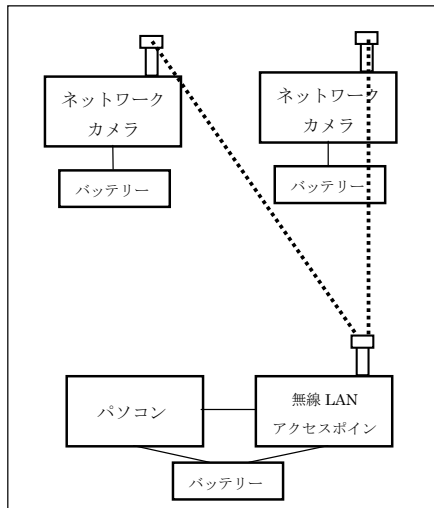 ネットワーク
カメラ
ネットワーク
カメラ
バッテリー
バッテリー
パソコン
無線 LAN
アクセスポイン
バッテリー